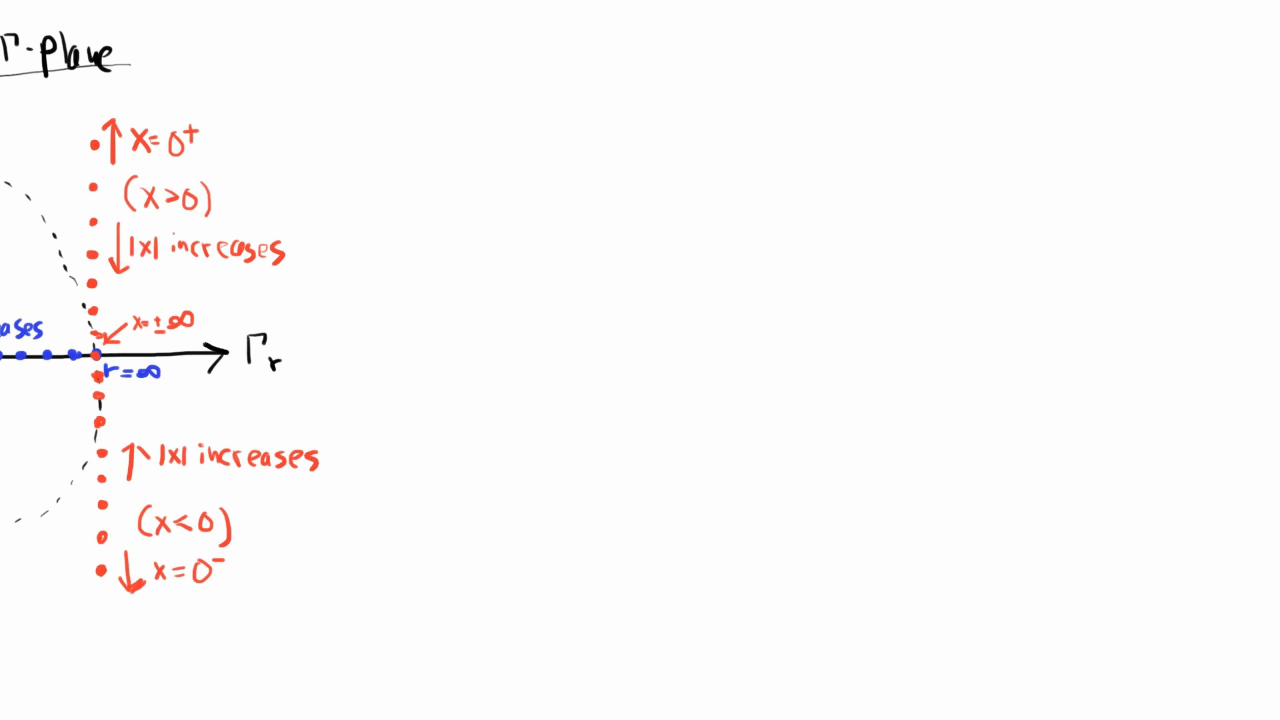 Γ-plane
x=0⁺
(x>0)
|x| increases
x=±∞
ases
Γr
r=∞
|x| increases
(x<0)
x=0⁻